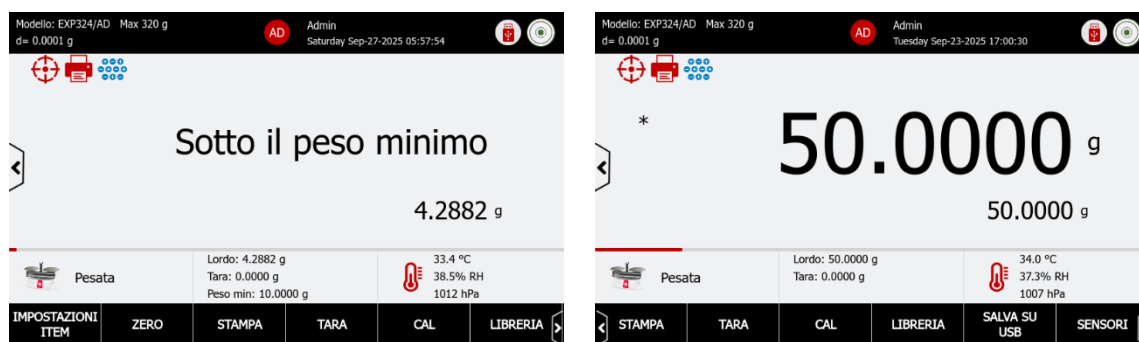 Modello: EXP324/AD Max 320 g
d= 0.0001 g
AD
Admin
Saturday Sep-27-2025 05:57:54
Sotto il peso minimo
4.2882 g
Pesata
Lordo: 4.2882 g
Tara: 0.0000 g
Peso min: 10.0000 g
33.4 °C
38.5% RH
1012 hPa
IMPOSTAZIONI ITEM
ZERO
STAMPA
TARA
CAL
LIBRERIA
Modello: EXP324/AD Max 320 g
d= 0.0001 g
AD
Admin
Tuesday Sep-23-2025 17:00:30
*
50.0000 g
50.0000 g
Pesata
Lordo: 50.0000 g
Tara: 0.0000 g
34.0 °C
37.3% RH
1007 hPa
STAMPA
TARA
CAL
LIBRERIA
SALVA SU USB
SENSORI